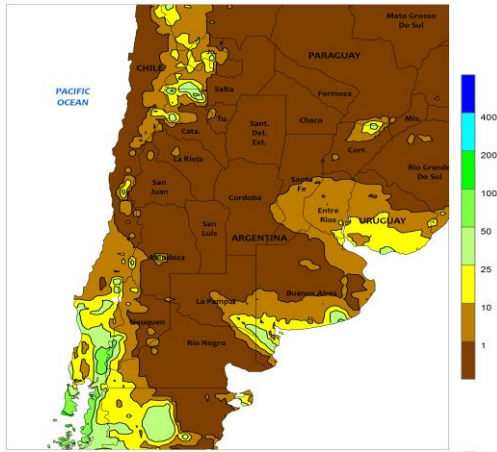 Mato Grosso
Do Sul
PARAGUAY
CHILE
PACIFIC
OCEAN
Salta
Formosa
Tu.
Chaco
Mis.
Sant.
Del.
Est.
Cata.
Corr.
La Rioja
Rio Grande
Do Sul
San
Juan
Santa
Fe
Cordoba
Entre
Rios
URUGUAY
San
Luis
ARGENTINA
Mendoza
La Pampa
Buenos Aires
Neuquen
Rio Negro
400
200
100
50
25
10
1